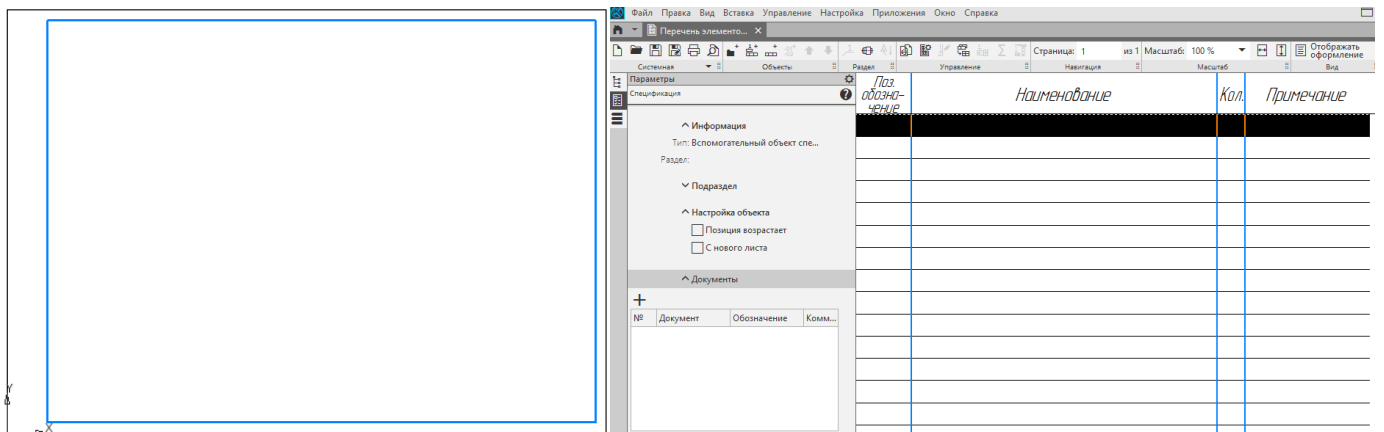 Файл Правка Вид Вставка Управление Настройка Приложения Окно Справка
Перечень элементо...
Страница: 1 из 1 Масштаб: 100 % Отображать оформление
Системная Объекты Раздел Управление Навигация Масштаб Вид
Параметры
Спецификация
Информация
Тип: Вспомогательный объект спе...
Раздел:
Подраздел
Настройка объекта
Позиция возрастает
С нового листа
Документы
№ Документ Обозначение Комм...
Поз. обозна- чение Наименование Кол. Примечание
Y
X